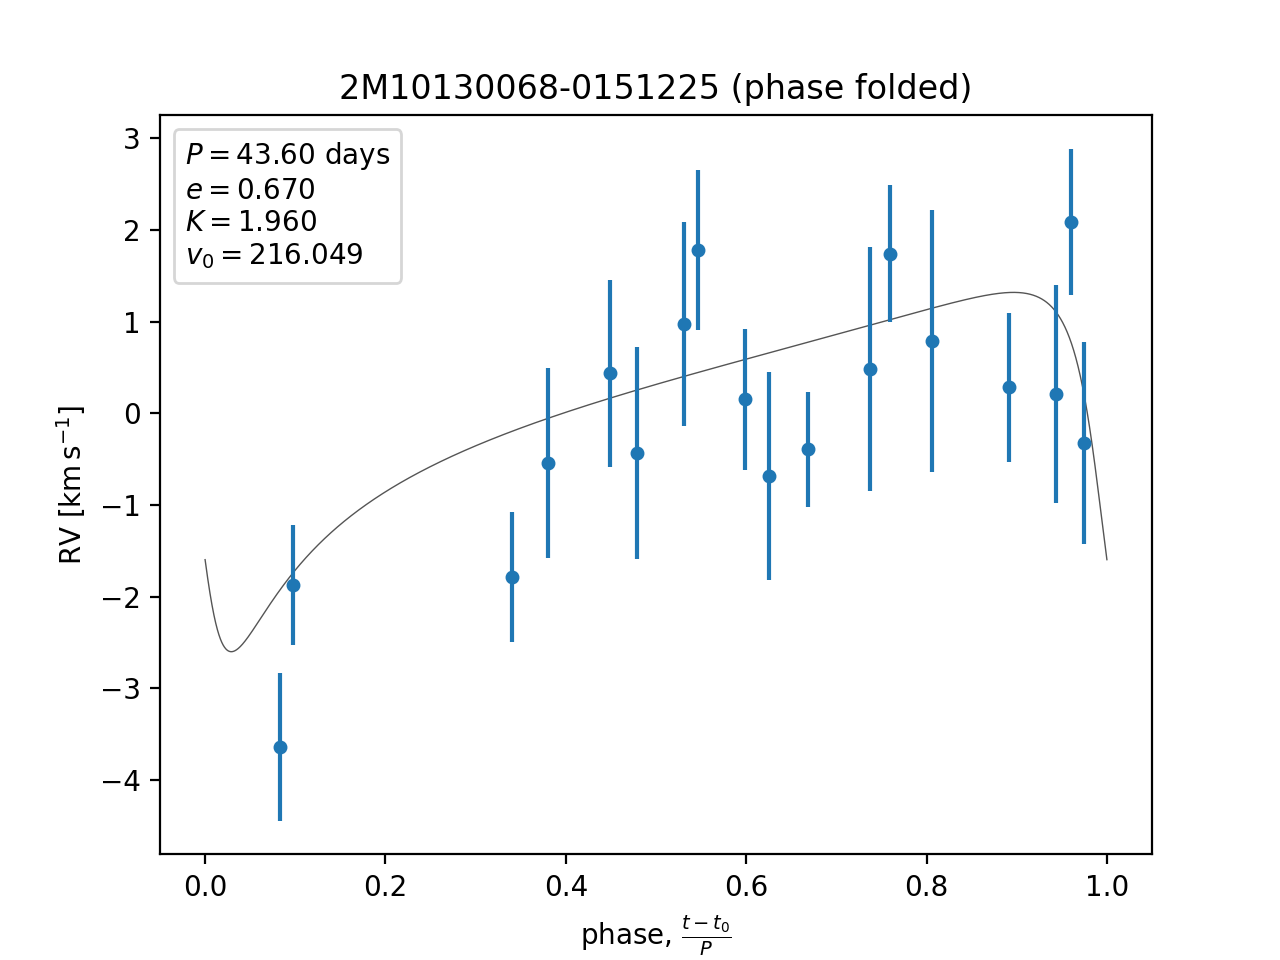 2M10130068-0151225 (phase folded)
P = 43.60 days
e = 0.670
K = 1.960
v₀ = 216.049
3
2
1
0
−1
−2
−3
−4
RV [km s⁻¹]
0.0 0.2 0.4 0.6 0.8 1.0
phase, (t − t₀)/P